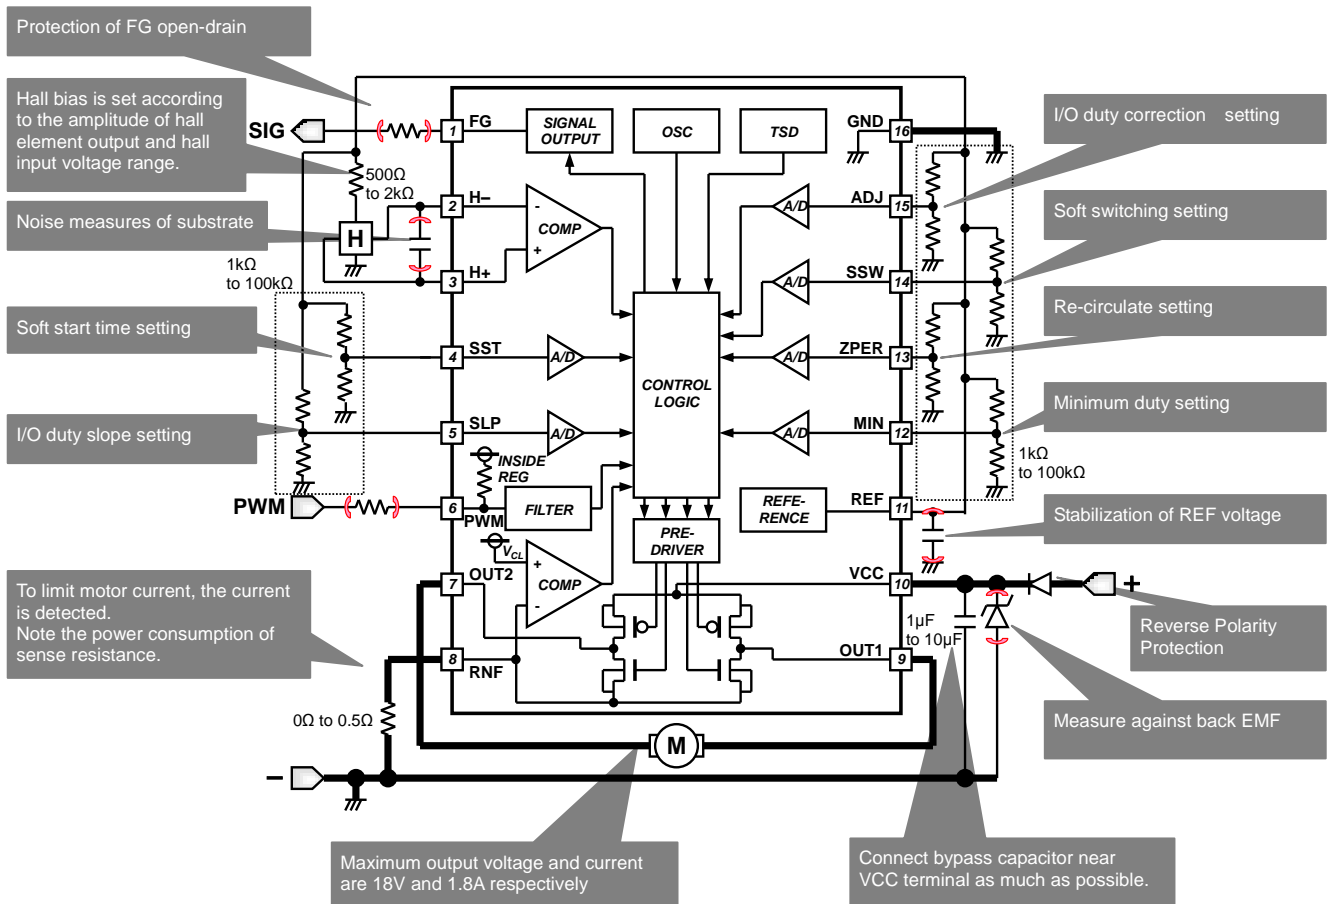 Protection of FG open-drain
Hall bias is set according
to the amplitude of hall
element output and hall
input voltage range.
Noise measures of substrate
Soft start time setting
I/O duty slope setting
To limit motor current, the current
is detected.
Note the power consumption of
sense resistance.
SIG
500Ω
to 2kΩ
H
1kΩ
to 100kΩ
PWM
0Ω to 0.5Ω
–
1
FG
2
H–
3
H+
4
SST
5
SLP
6
PWM
7
OUT2
8
RNF
SIGNAL
OUTPUT
OSC
TSD
-
COMP
+
A/D
A/D
INSIDE
REG
FILTER
VCL
+
COMP
-
CONTROL
LOGIC
PRE-
DRIVER
A/D
A/D
A/D
A/D
REFE-
RENCE
GND
16
ADJ
15
SSW
14
ZPER
13
MIN
12
REF
11
VCC
10
OUT1
9
M
1kΩ
to 100kΩ
1µF
to 10µF
+
I/O duty correction setting
Soft switching setting
Re-circulate setting
Minimum duty setting
Stabilization of REF voltage
Reverse Polarity
Protection
Measure against back EMF
Maximum output voltage and current
are 18V and 1.8A respectively
Connect bypass capacitor near
VCC terminal as much as possible.